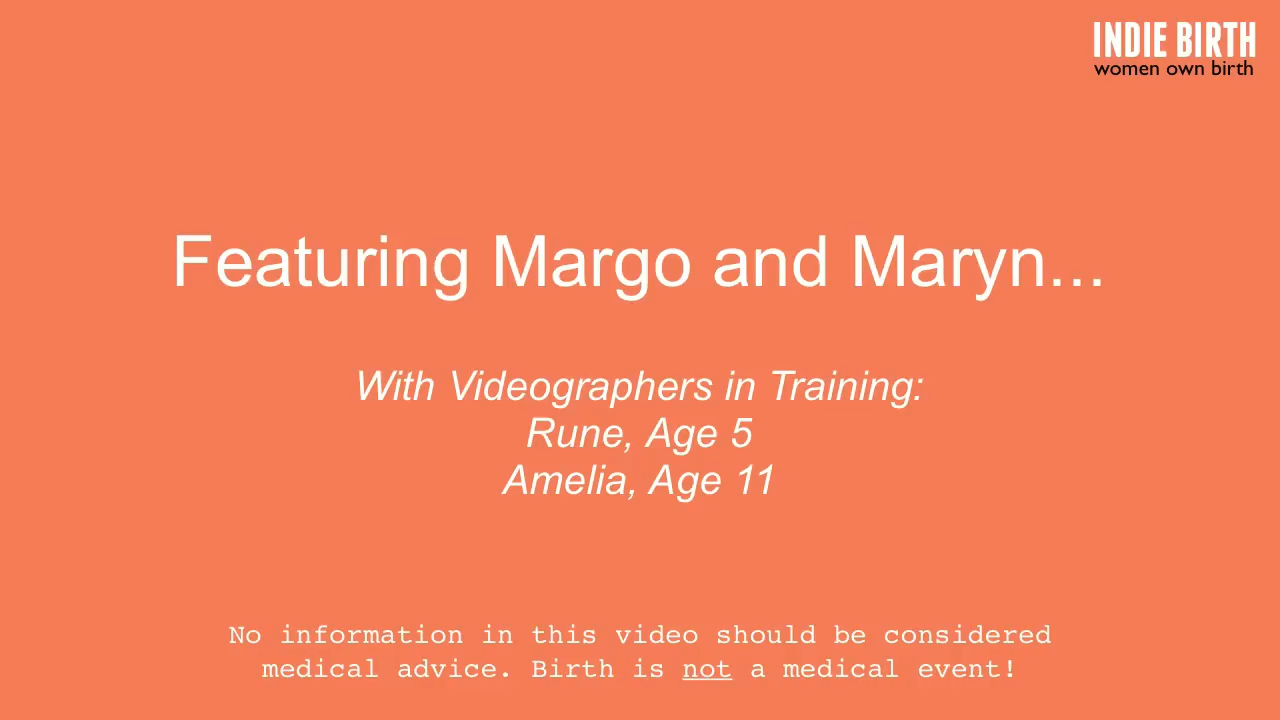 INDIE BIRTH
women own birth
Featuring Margo and Maryn...
With Videographers in Training:
Rune, Age 5
Amelia, Age 11
No information in this video should be considered
medical advice. Birth is not a medical event!